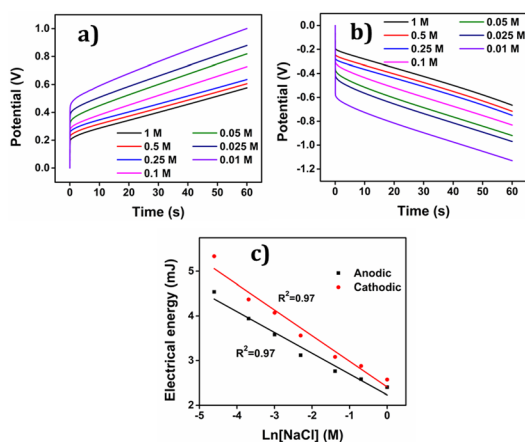 a)
1.0
0.8
0.6
0.4
0.2
0.0
Potential (V)
1 M
0.5 M
0.25 M
0.1 M
0.05 M
0.025 M
0.01 M
0 10 20 30 40 50 60
Time (s)
b)
0.0
-0.2
-0.4
-0.6
-0.8
-1.0
-1.2
Potential (V)
1 M
0.5 M
0.25 M
0.1 M
0.05 M
0.025 M
0.01 M
0 10 20 30 40 50 60
Time (s)
c)
5
4
3
2
Electrical energy (mJ)
Anodic
Cathodic
R²=0.97
R²=0.97
-5 -4 -3 -2 -1 0
Ln[NaCl] (M)